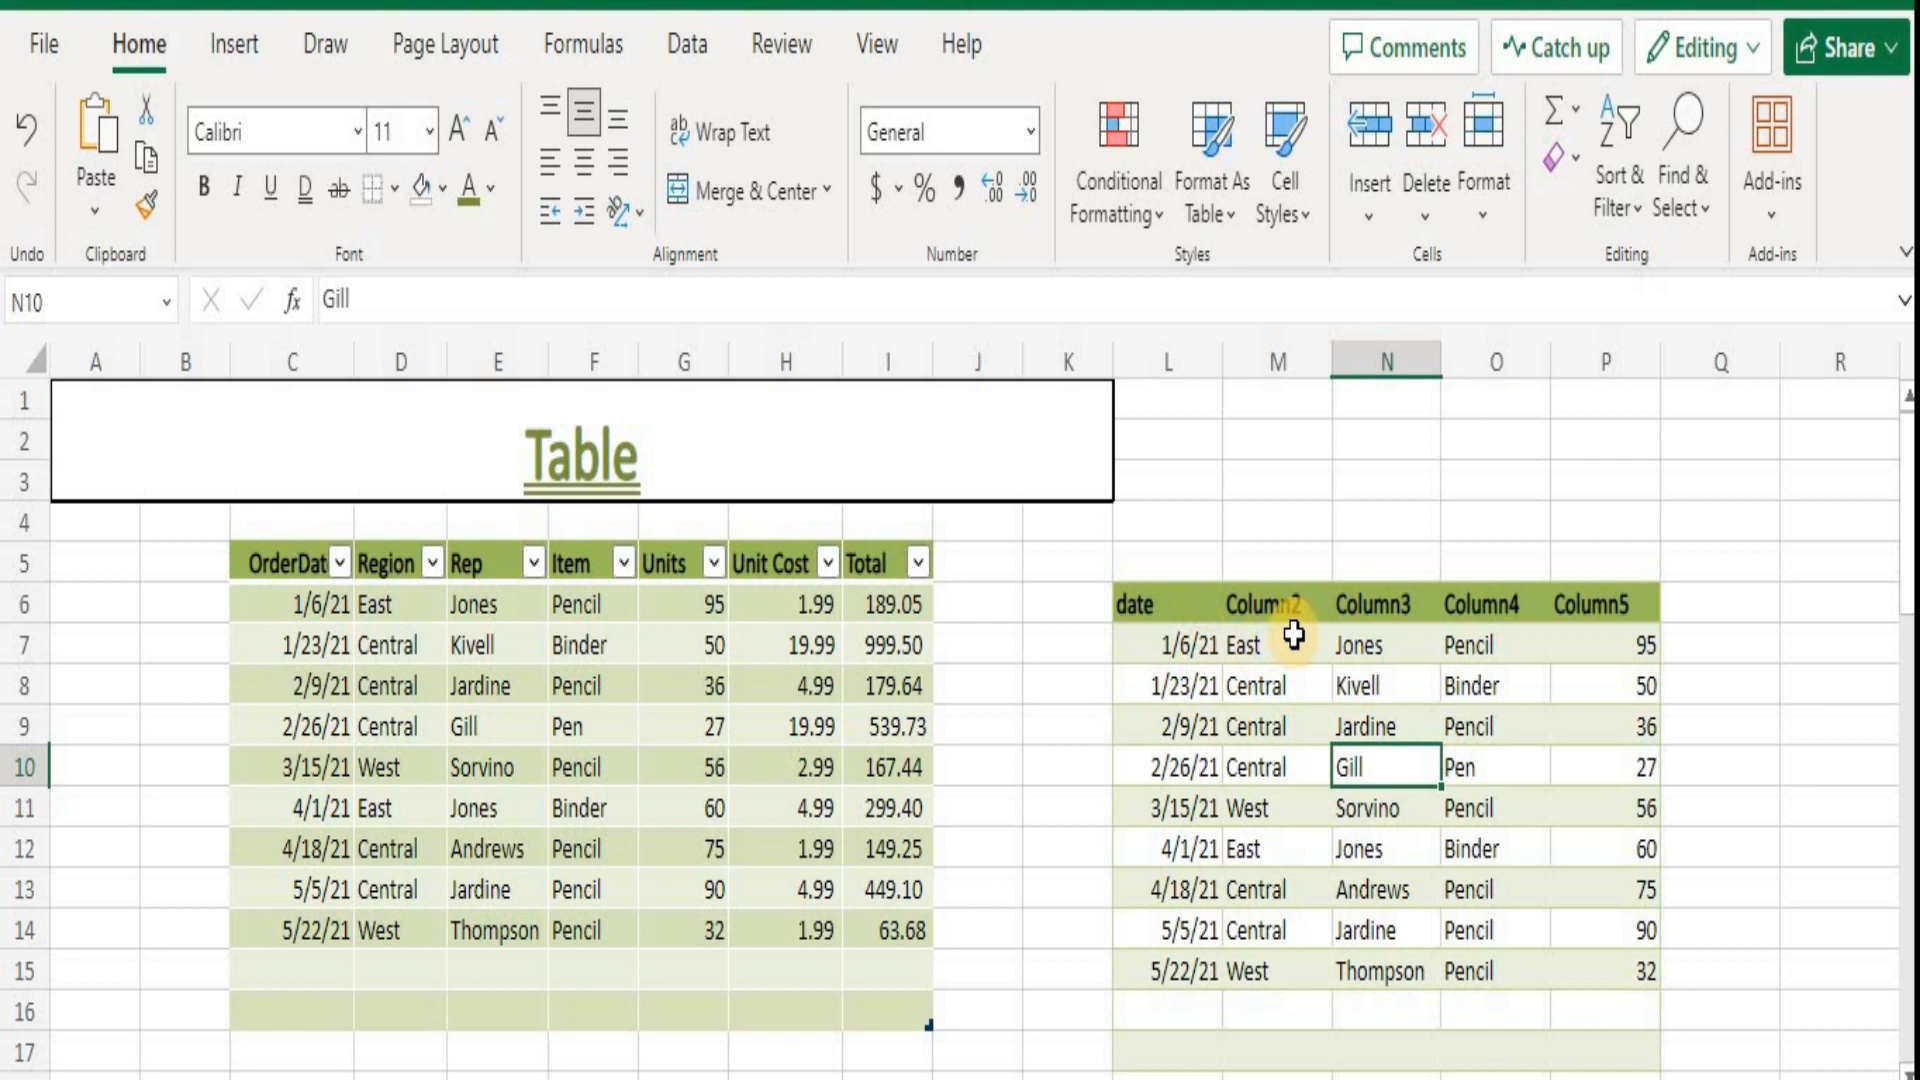 File Home Insert Draw Page Layout Formulas Data Review View Help Comments Catch up Editing Share
Calibri 11 A A ab Wrap Text General Σ A Z
Paste Conditional Format As Cell Insert Delete Format Sort & Find & Add-ins
B I U D ab A Merge & Center $ % 9 .00 Formatting Table Styles Filter Select
Undo Clipboard Font Alignment Number Styles Cells Editing Add-ins
N10 fx Gill
A B C D E F G H I J K L M N O P Q R
1
2 Table
3
4
5 OrderDat Region Rep Item Units Unit Cost Total
6 1/6/21 East Jones Pencil 95 1.99 189.05 date Column2 Column3 Column4 Column5
7 1/23/21 Central Kivell Binder 50 19.99 999.50 1/6/21 East Jones Pencil 95
8 2/9/21 Central Jardine Pencil 36 4.99 179.64 1/23/21 Central Kivell Binder 50
9 2/26/21 Central Gill Pen 27 19.99 539.73 2/9/21 Central Jardine Pencil 36
10 3/15/21 West Sorvino Pencil 56 2.99 167.44 2/26/21 Central Gill Pen 27
11 4/1/21 East Jones Binder 60 4.99 299.40 3/15/21 West Sorvino Pencil 56
12 4/18/21 Central Andrews Pencil 75 1.99 149.25 4/1/21 East Jones Binder 60
13 5/5/21 Central Jardine Pencil 90 4.99 449.10 4/18/21 Central Andrews Pencil 75
14 5/22/21 West Thompson Pencil 32 1.99 63.68 5/5/21 Central Jardine Pencil 90
15 5/22/21 West Thompson Pencil 32
16
17